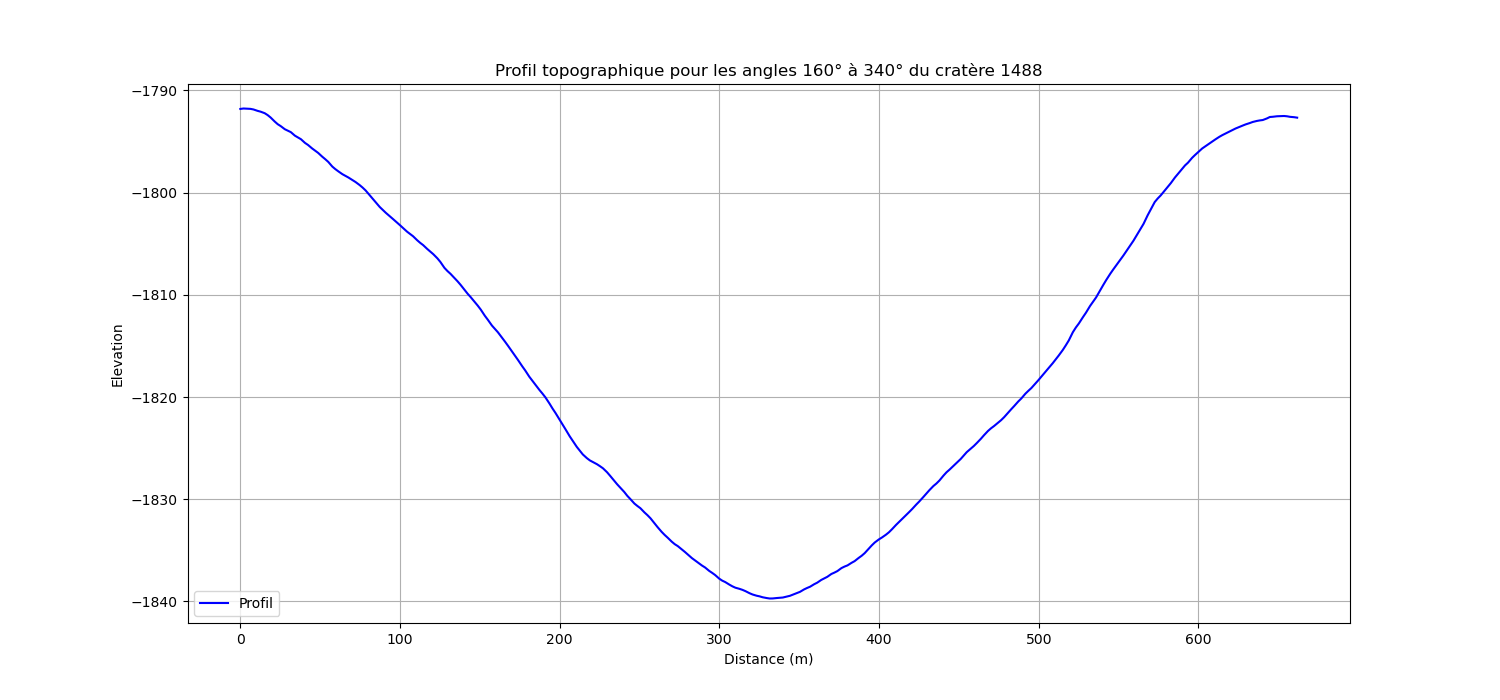 Profil topographique pour les angles 160° à 340° du cratère 1488
−1790
−1800
−1810
−1820
−1830
−1840
Elevation
Profil
0 100 200 300 400 500 600
Distance (m)